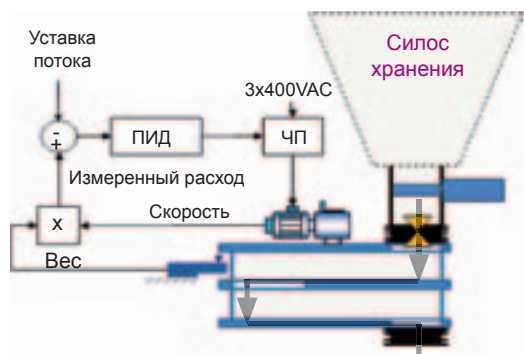 Уставка
потока
Силос
хранения
3x400VAC
-
+
ПИД
ЧП
Измеренный расход
x
Скорость
Вес